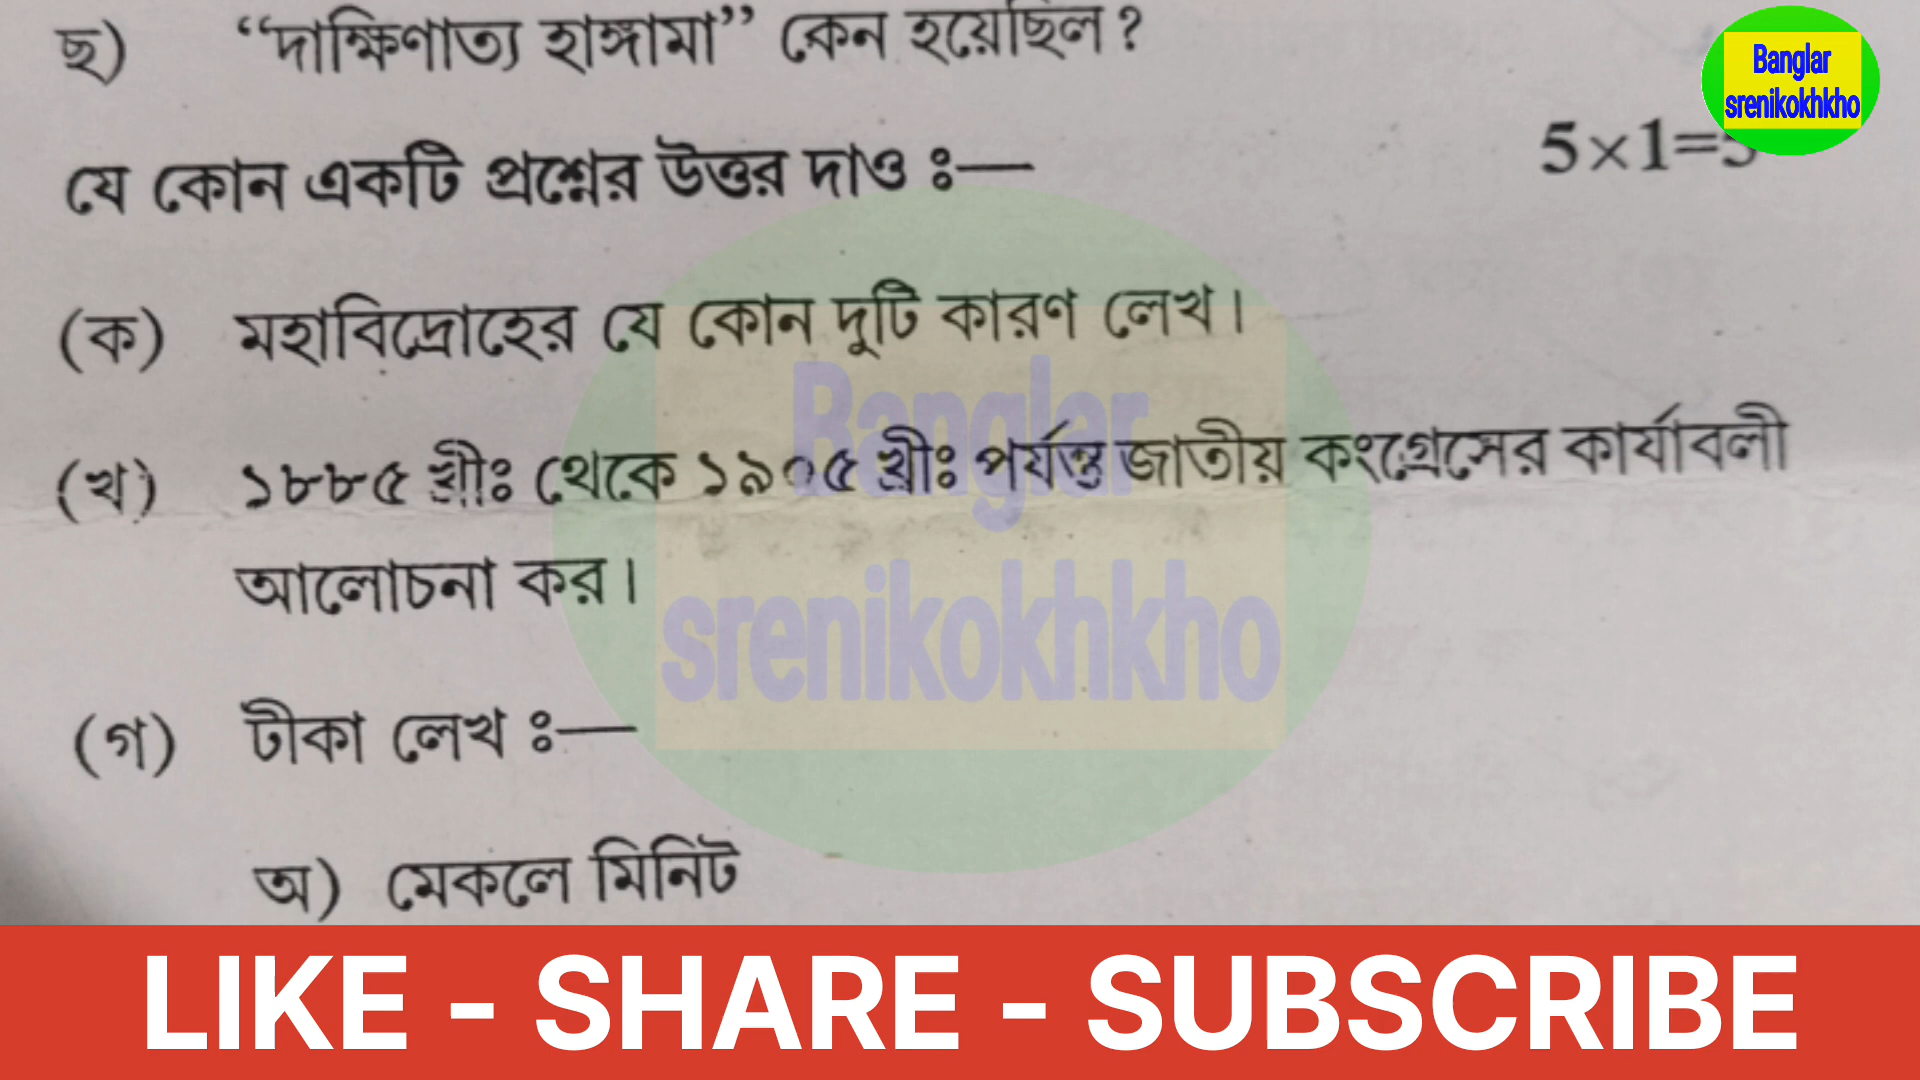 ছ) “দাক্ষিণাত্য হাঙ্গামা” কেন হয়েছিল ?
Banglar
srenikokhkho
যে কোন একটি প্রশ্নের উত্তর দাও ঃ— 5×1=5
(ক) মহাবিদ্রোহের যে কোন দুটি কারণ লেখ।
(খ) ১৮৮৫ খ্রীঃ থেকে ১৯০৫ খ্রীঃ পর্যন্ত জাতীয় কংগ্রেসের কার্যাবলী
আলোচনা কর।
Banglar
srenikokhkho
(গ) টীকা লেখ ঃ—
অ) মেকলে মিনিট
LIKE - SHARE - SUBSCRIBE